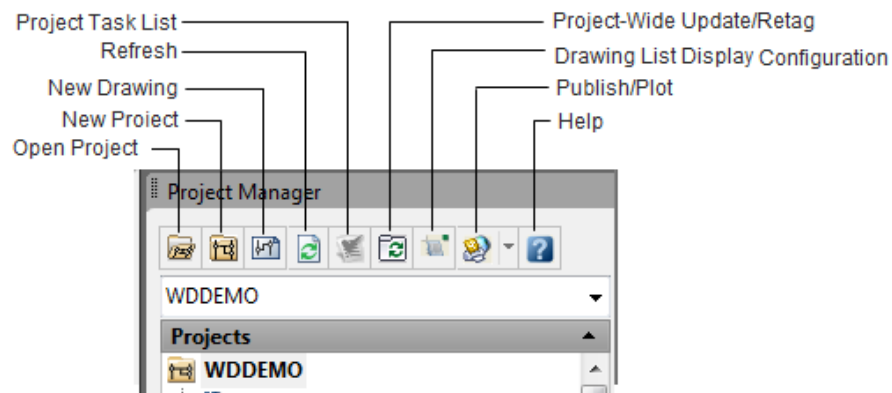 Project Task List
Refresh
New Drawing
New Proiect
Open Project
Project-Wide Update/Retag
Drawing List Display Configuration
Publish/Plot
Help
Project Manager
WDDEMO
Projects
WDDEMO